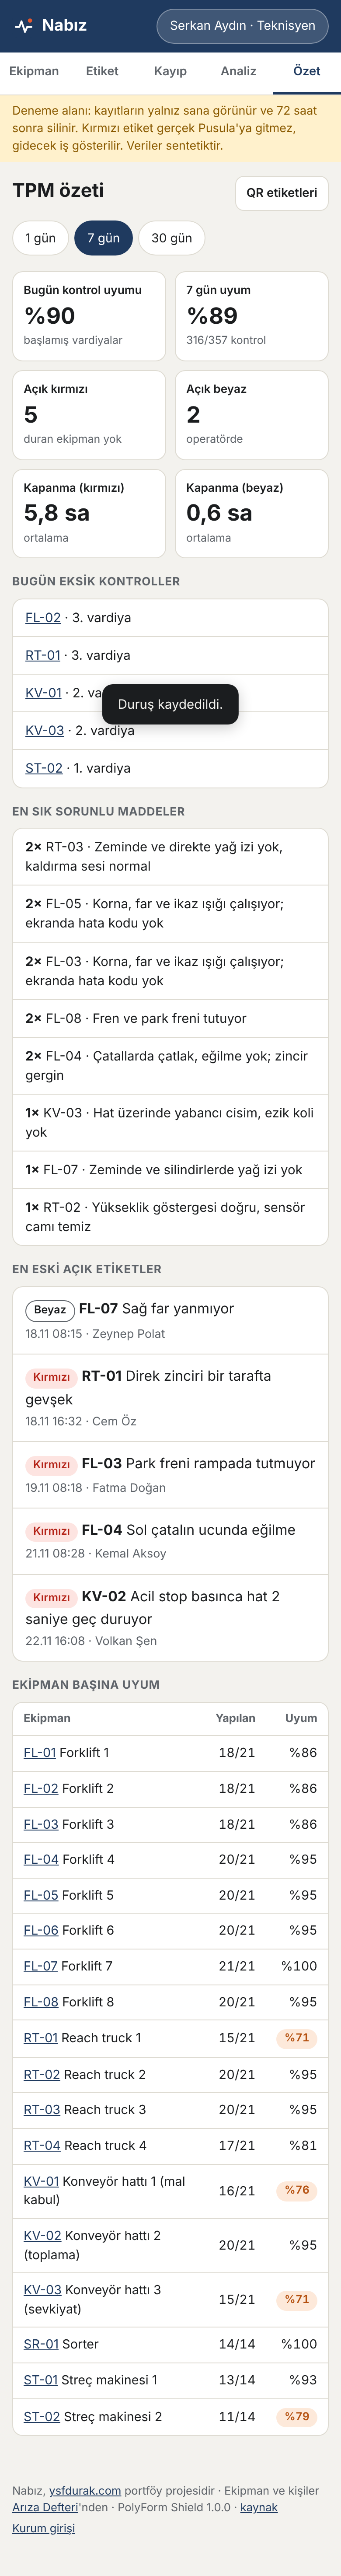 Nabız
Serkan Aydın · Teknisyen
Ekipman
Etiket
Kayıp
Analiz
Özet
Deneme alanı: kayıtların yalnız sana görünür ve 72 saat
sonra silinir. Kırmızı etiket gerçek Pusula'ya gitmez,
gidecek iş gösterilir. Veriler sentetiktir.
TPM özeti
QR etiketleri
1 gün
7 gün
30 gün
Bugün kontrol uyumu
%90
başlamış vardiyalar
7 gün uyum
%89
316/357 kontrol
Açık kırmızı
5
duran ekipman yok
Açık beyaz
2
operatörde
Kapanma (kırmızı)
5,8 sa
ortalama
Kapanma (beyaz)
0,6 sa
ortalama
BUGÜN EKSİK KONTROLLER
FL-02 · 3. vardiya
RT-01 · 3. vardiya
KV-01 · 2. va
Duruş kaydedildi.
KV-03 · 2. vardiya
ST-02 · 1. vardiya
EN SIK SORUNLU MADDELER
2× RT-03 · Zeminde ve direkte yağ izi yok,
kaldırma sesi normal
2× FL-05 · Korna, far ve ikaz ışığı çalışıyor;
ekranda hata kodu yok
2× FL-03 · Korna, far ve ikaz ışığı çalışıyor;
ekranda hata kodu yok
2× FL-08 · Fren ve park freni tutuyor
2× FL-04 · Çatallarda çatlak, eğilme yok; zincir
gergin
1× KV-03 · Hat üzerinde yabancı cisim, ezik koli
yok
1× FL-07 · Zeminde ve silindirlerde yağ izi yok
1× RT-02 · Yükseklik göstergesi doğru, sensör
camı temiz
EN ESKİ AÇIK ETİKETLER
Beyaz FL-07 Sağ far yanmıyor
18.11 08:15 · Zeynep Polat
Kırmızı RT-01 Direk zinciri bir tarafta
gevşek
18.11 16:32 · Cem Öz
Kırmızı FL-03 Park freni rampada tutmuyor
19.11 08:18 · Fatma Doğan
Kırmızı FL-04 Sol çatalın ucunda eğilme
21.11 08:28 · Kemal Aksoy
Kırmızı KV-02 Acil stop basınca hat 2
saniye geç duruyor
22.11 16:08 · Volkan Şen
EKİPMAN BAŞINA UYUM
Ekipman Yapılan Uyum
FL-01 Forklift 1 18/21 %86
FL-02 Forklift 2 18/21 %86
FL-03 Forklift 3 18/21 %86
FL-04 Forklift 4 20/21 %95
FL-05 Forklift 5 20/21 %95
FL-06 Forklift 6 20/21 %95
FL-07 Forklift 7 21/21 %100
FL-08 Forklift 8 20/21 %95
RT-01 Reach truck 1 15/21 %71
RT-02 Reach truck 2 20/21 %95
RT-03 Reach truck 3 20/21 %95
RT-04 Reach truck 4 17/21 %81
KV-01 Konveyör hattı 1 (mal
kabul) 16/21 %76
KV-02 Konveyör hattı 2
(toplama) 20/21 %95
KV-03 Konveyör hattı 3
(sevkiyat) 15/21 %71
SR-01 Sorter 14/14 %100
ST-01 Streç makinesi 1 13/14 %93
ST-02 Streç makinesi 2 11/14 %79
Nabız, ysfdurak.com portföy projesidir · Ekipman ve kişiler
Arıza Defteri'nden · PolyForm Shield 1.0.0 · kaynak
Kurum girişi